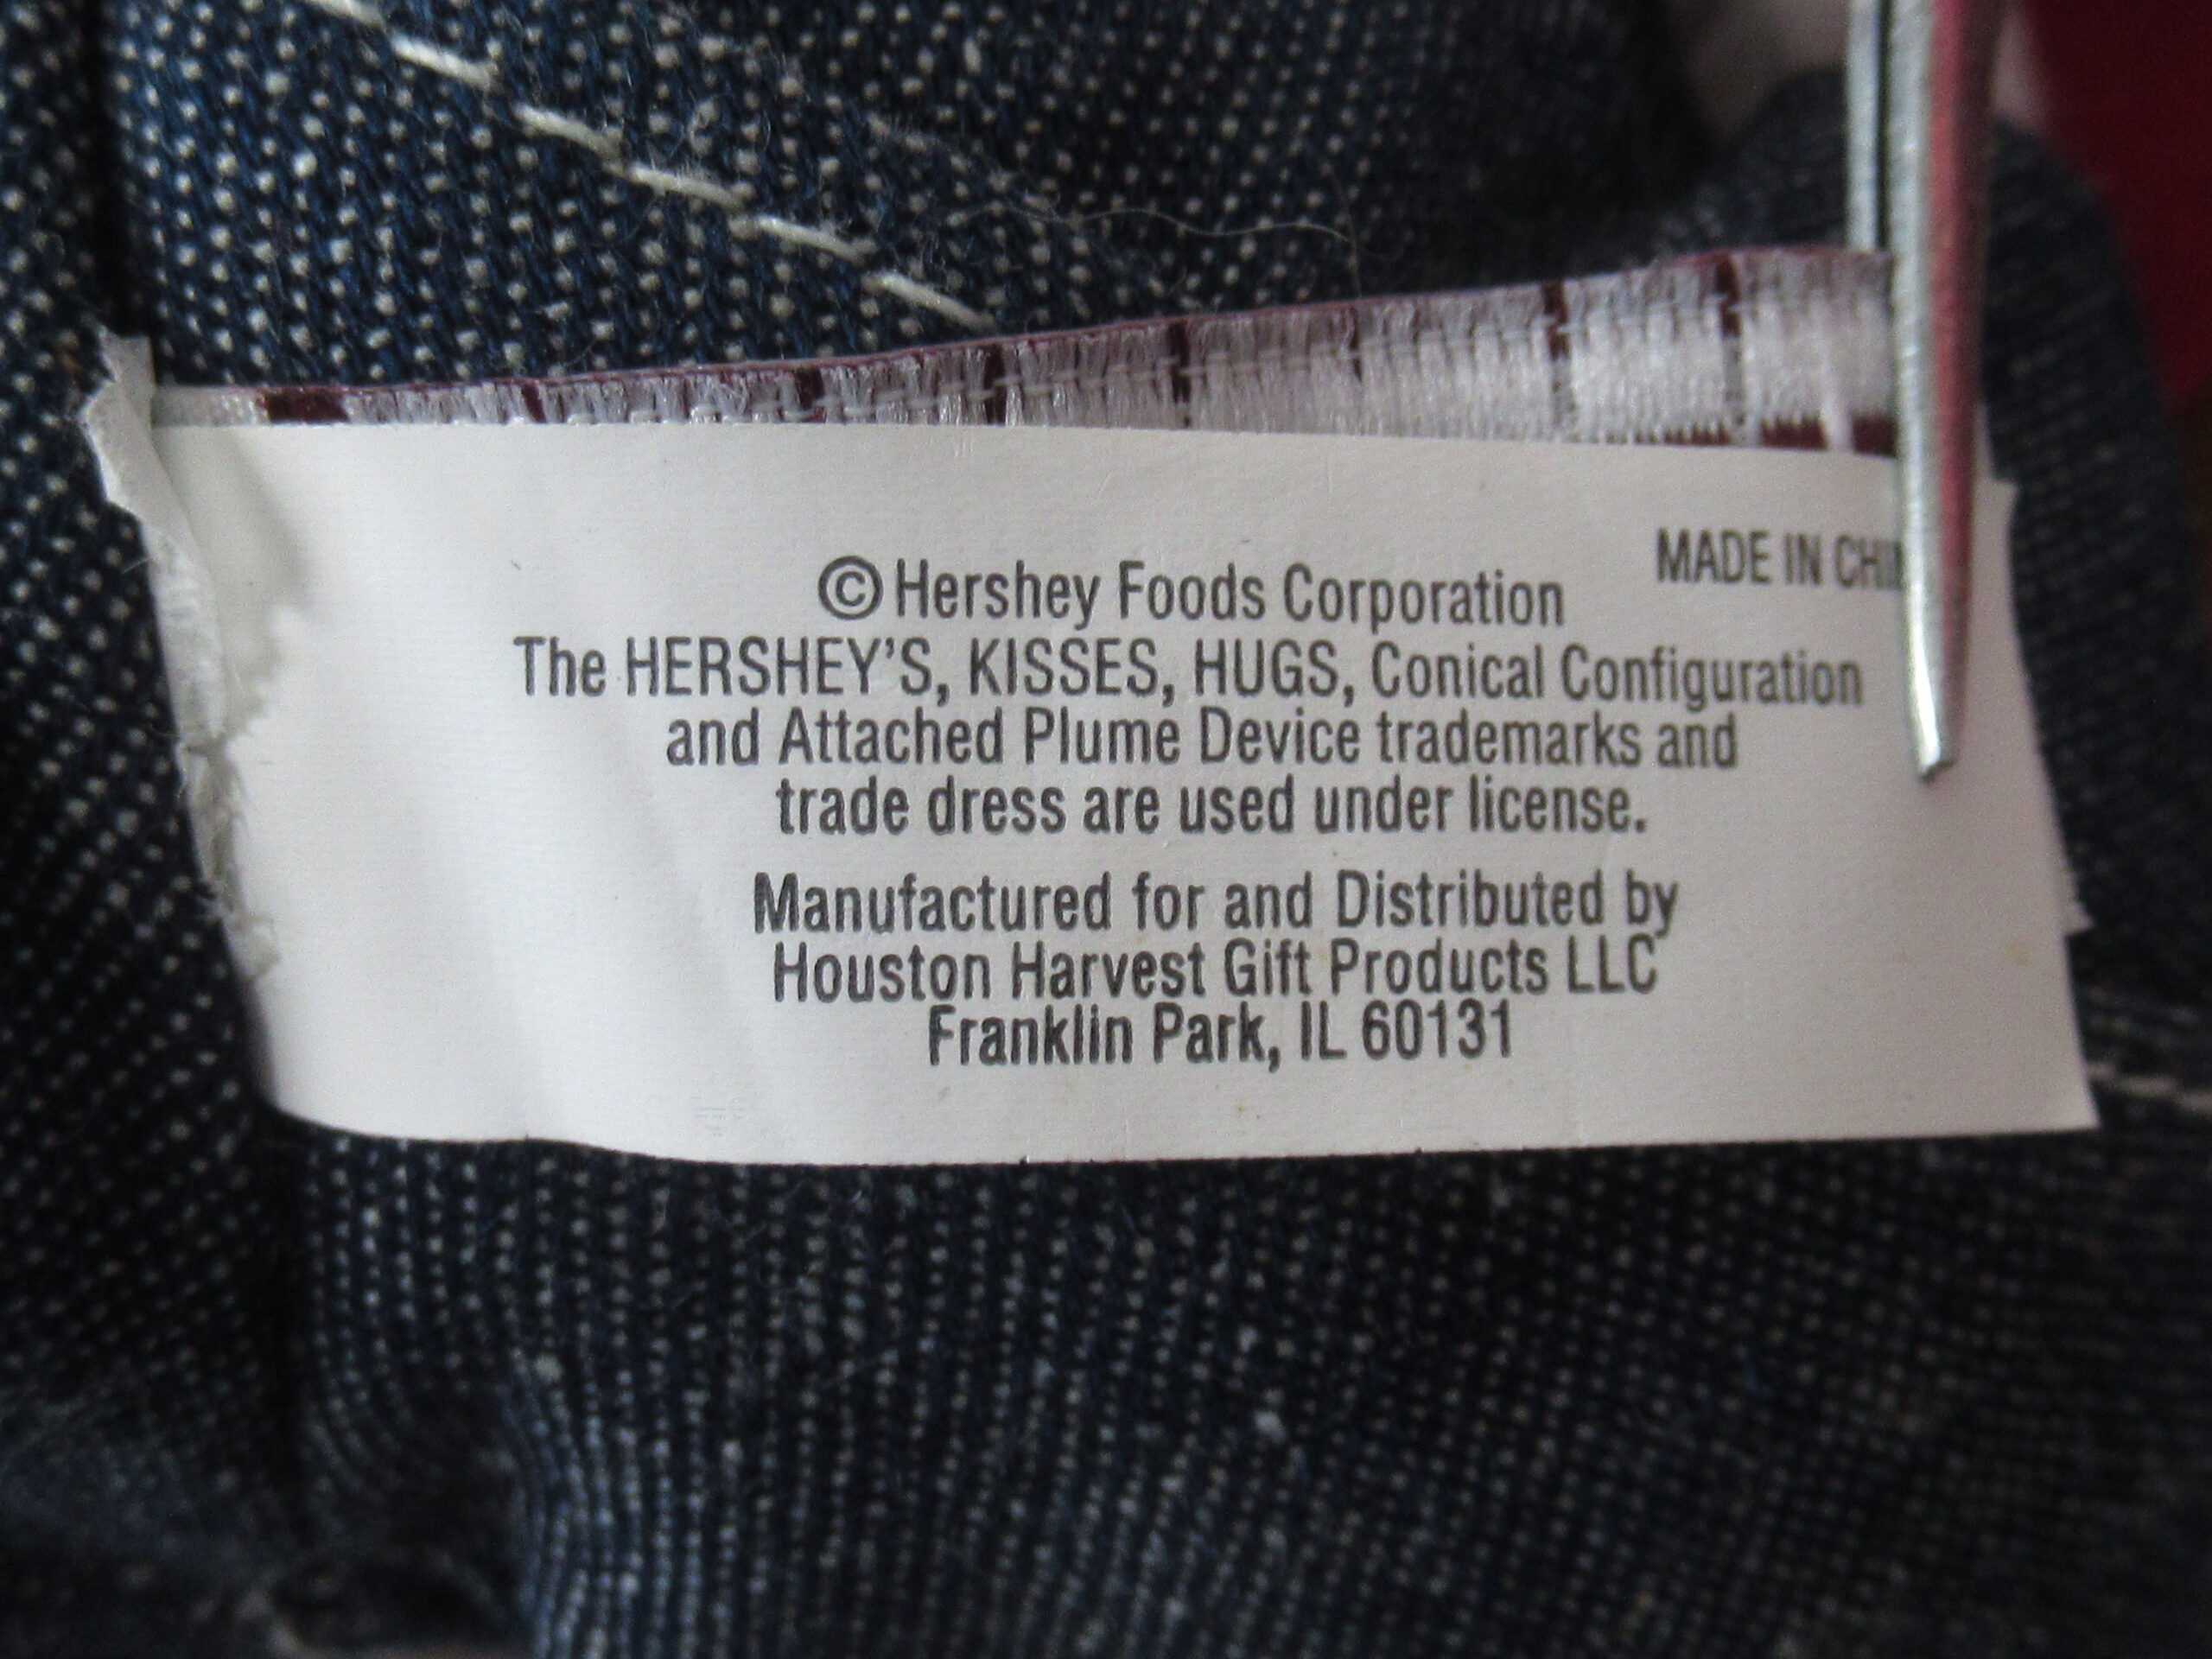 MADE IN CHI
©Hershey Foods Corporation
The HERSHEY'S, KISSES, HUGS, Conical Configuration
and Attached Plume Device trademarks and
trade dress are used under license.
Manufactured for and Distributed by
Houston Harvest Gift Products LLC
Franklin Park, IL 60131